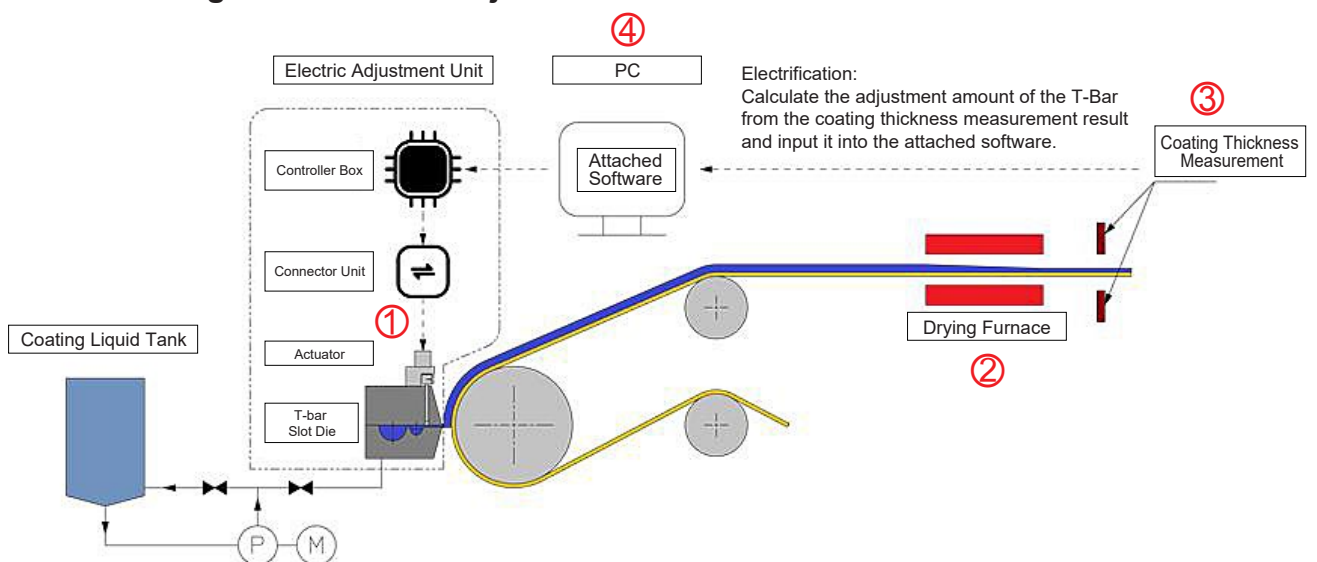 ④
Electric Adjustment Unit
PC
Electrification:
Calculate the adjustment amount of the T-Bar
from the coating thickness measurement result
and input it into the attached software.
③
Coating Thickness
Measurement
Controller Box
Attached
Software
Connector Unit
①
Coating Liquid Tank
Actuator
Drying Furnace
②
T-bar
Slot Die
P
M